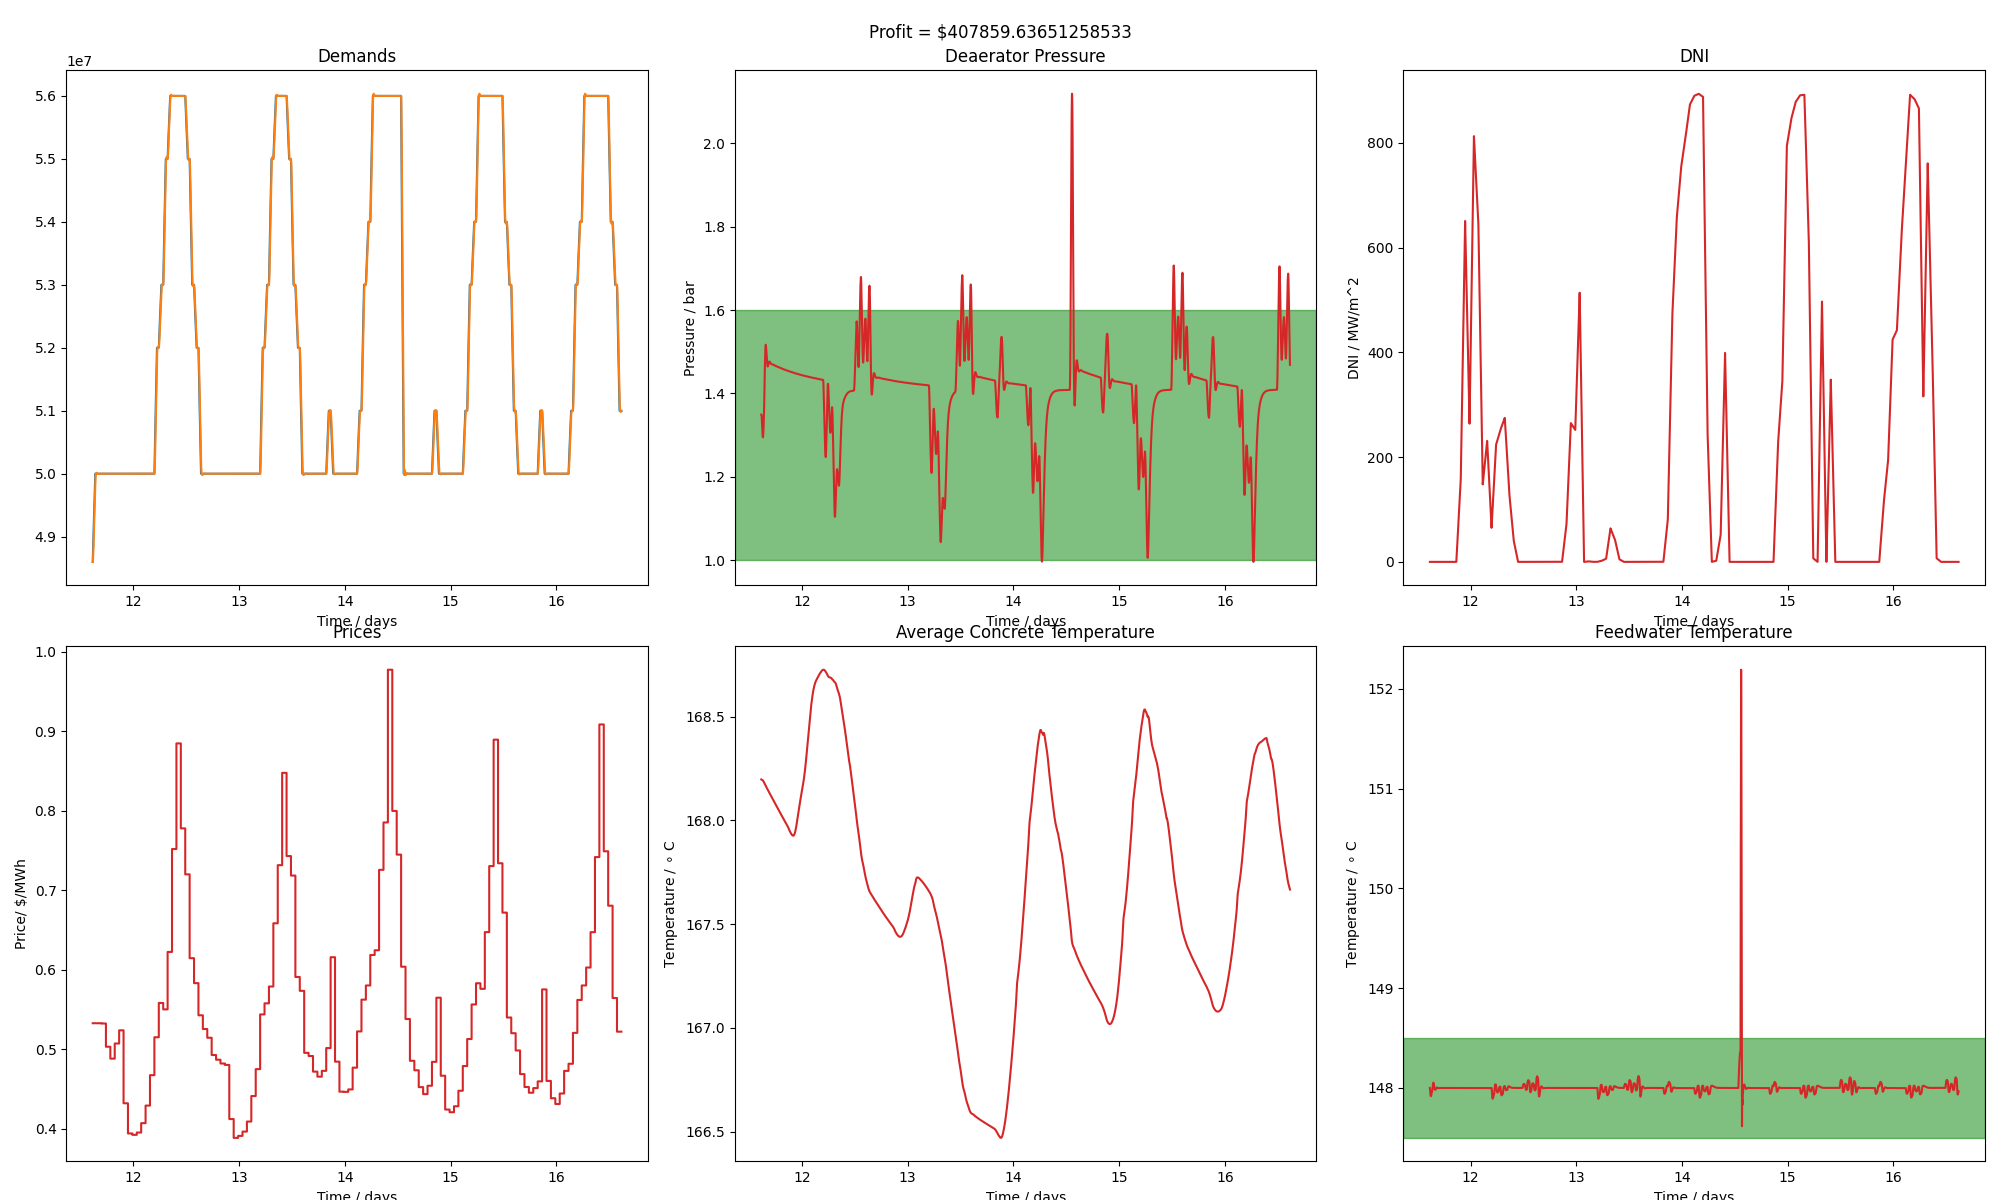 Profit = $407859.63651258533
Demands
1e7
5.6
5.5
5.4
5.3
5.2
5.1
5.0
4.9
12 13 14 15 16
Time / days
Deaerator Pressure
Pressure / bar
2.0
1.8
1.6
1.4
1.2
1.0
12 13 14 15 16
Time / days
DNI
DNI / MW/m^2
800
600
400
200
0
12 13 14 15 16
Time / days
Prices
Price/ $/MWh
1.0
0.9
0.8
0.7
0.6
0.5
0.4
12 13 14 15 16
Time / days
Average Concrete Temperature
Temperature / ∘ C
168.5
168.0
167.5
167.0
166.5
12 13 14 15 16
Time / days
Feedwater Temperature
Temperature / ∘ C
152
151
150
149
148
12 13 14 15 16
Time / days